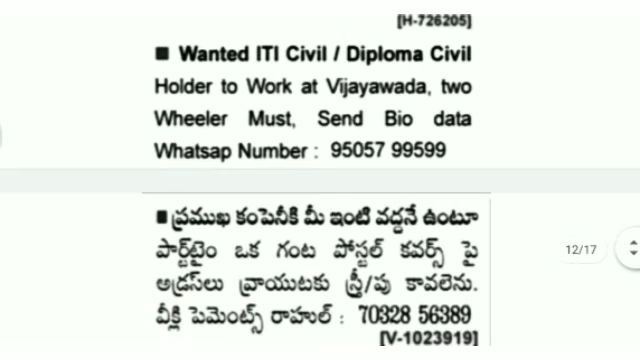 [H-726205]
■ Wanted ITI Civil / Diploma Civil
Holder to Work at Vijayawada, two
Wheeler Must, Send Bio data
Whatsap Number : 95057 99599
■ ప్రముఖ కంపెనీకి మీ ఇంటి వద్దనే ఉంటూ
పార్ట్‌టైం ఒక గంట పోస్టల్ కవర్స్ పై
అడ్రస్‌లు వ్రాయుటకు స్త్రీ/పు కావలెను.
వీక్లి పెమెంట్స్ రాహుల్ : 70328 56389
[V-1023919]
12/17